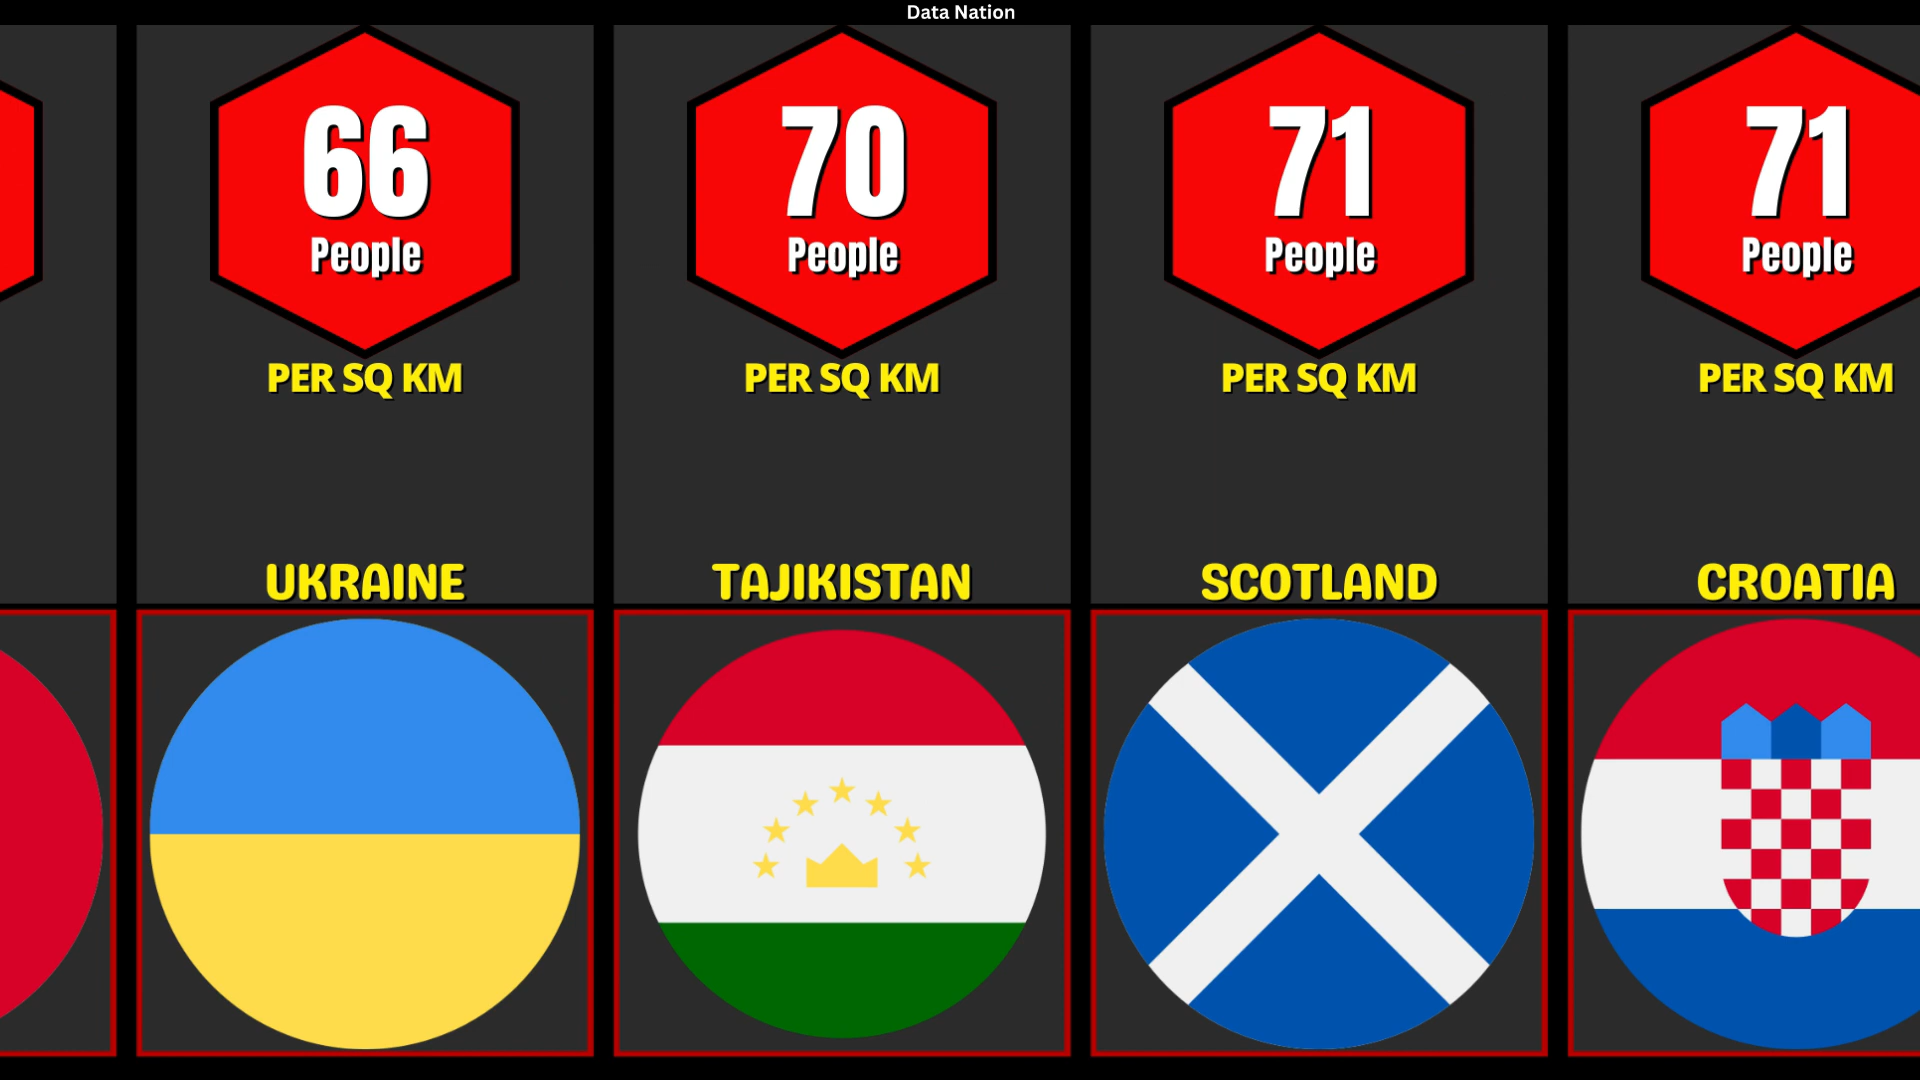 Data Nation
66
People
PER SQ KM
UKRAINE
70
People
PER SQ KM
TAJIKISTAN
71
People
PER SQ KM
SCOTLAND
71
People
PER SQ KM
CROATIA